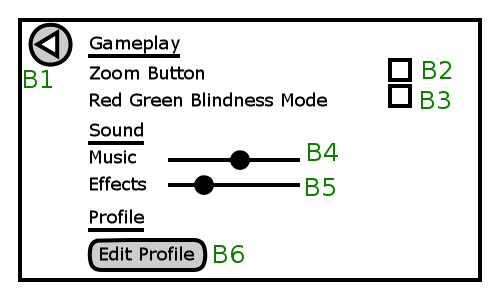 B1
Gameplay
Zoom Button B2
Red Green Blindness Mode B3
Sound
Music B4
Effects B5
Profile
Edit Profile B6